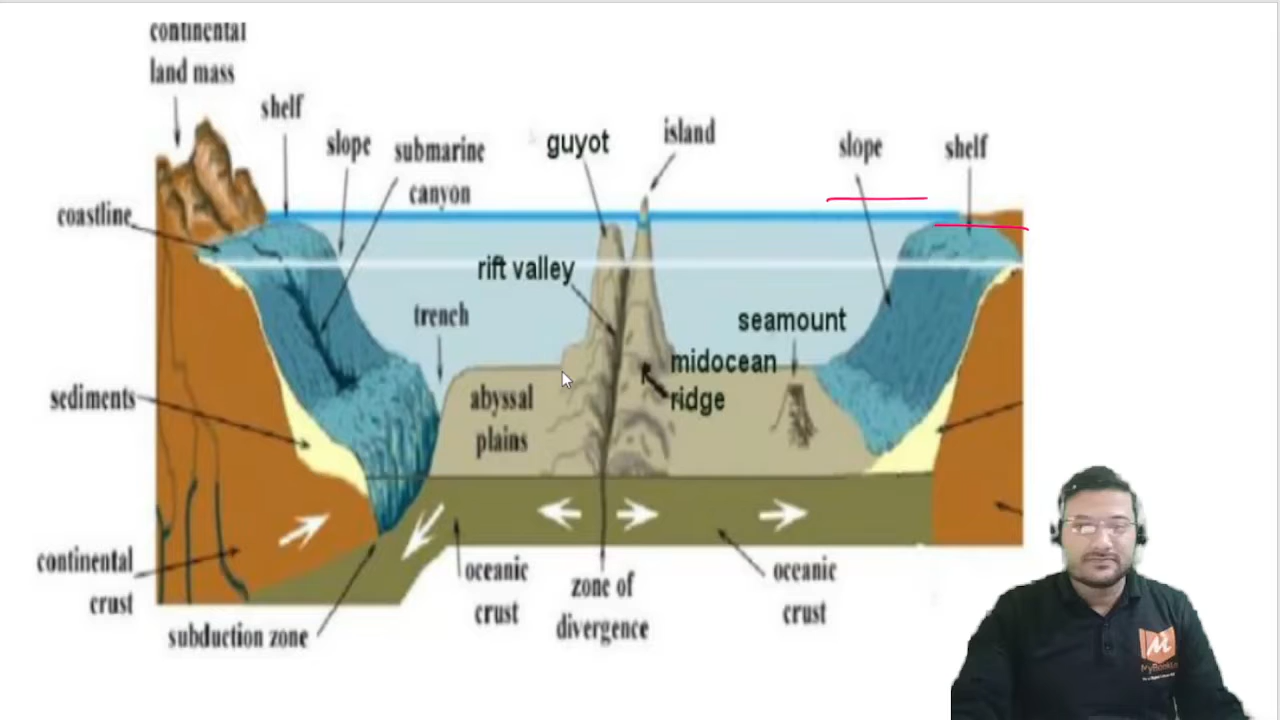 continental
land mass
shelf
slope
submarine
canyon
guyot
island
slope
shelf
coastline
rift valley
trench
seamount
midocean
ridge
sediments
abyssal
plains
continental
crust
oceanic
crust
zone of
divergence
oceanic
crust
subduction zone
M